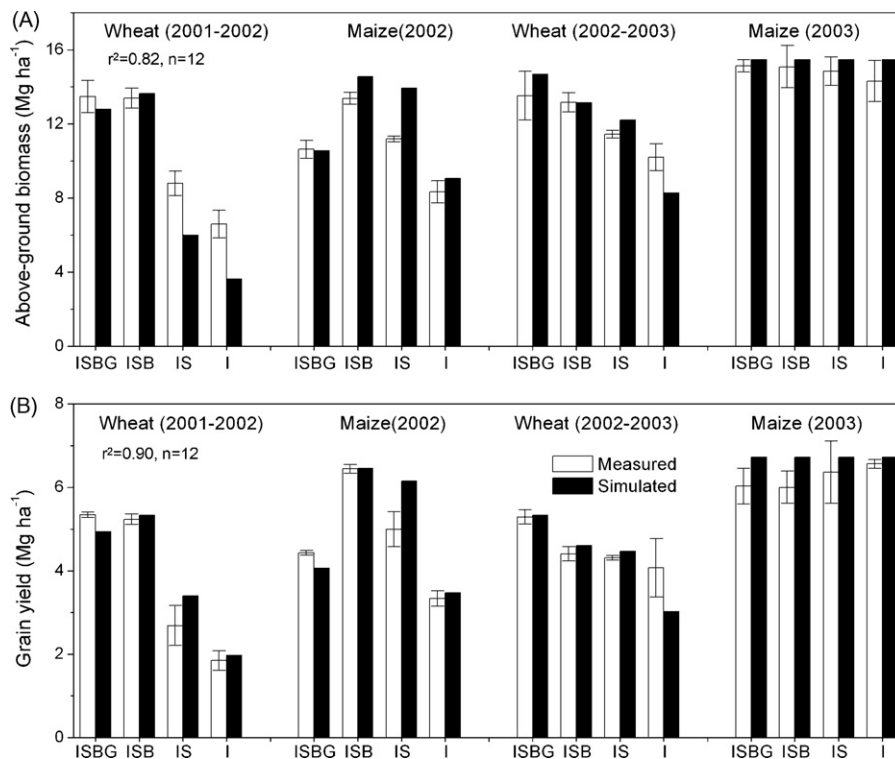 (A)
Wheat (2001-2002) Maize(2002) Wheat (2002-2003) Maize (2003)
r²=0.82, n=12
Above-ground biomass (Mg ha⁻¹)
16
12
8
4
0
ISBG ISB IS I ISBG ISB IS I ISBG ISB IS I ISBG ISB IS I
(B)
Wheat (2001-2002) Maize(2002) Wheat (2002-2003) Maize (2003)
r²=0.90, n=12
Measured
Simulated
Grain yield (Mg ha⁻¹)
8
6
4
2
0
ISBG ISB IS I ISBG ISB IS I ISBG ISB IS I ISBG ISB IS I